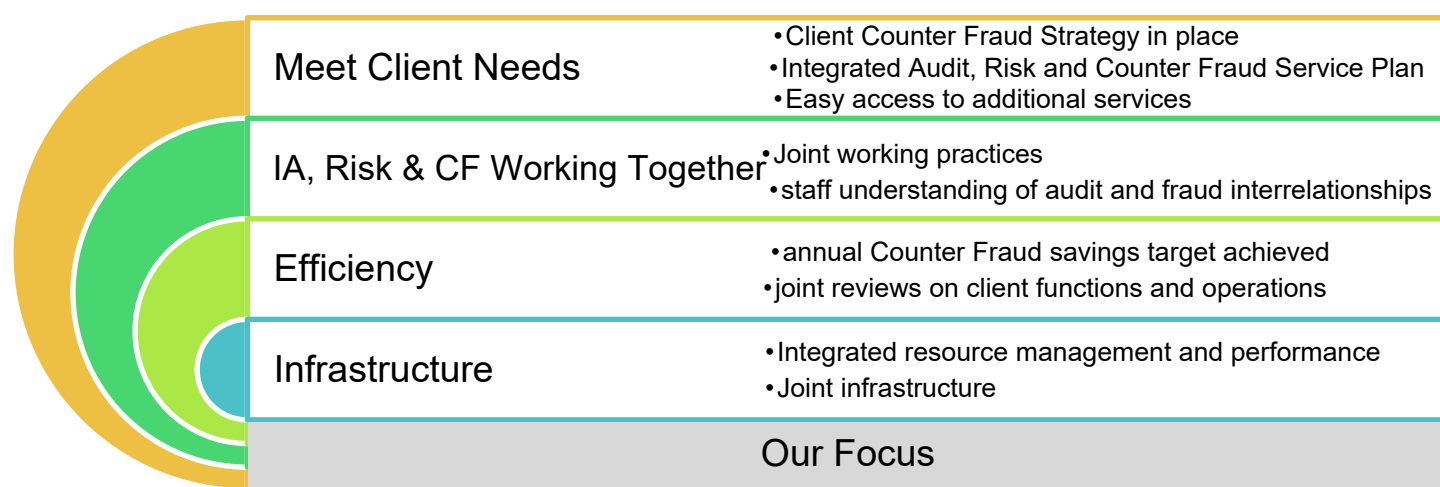 Meet Client Needs
•Client Counter Fraud Strategy in place
•Integrated Audit, Risk and Counter Fraud Service Plan
•Easy access to additional services
IA, Risk & CF Working Together
•Joint working practices
•staff understanding of audit and fraud interrelationships
Efficiency
•annual Counter Fraud savings target achieved
•joint reviews on client functions and operations
Infrastructure
•Integrated resource management and performance
•Joint infrastructure
Our Focus